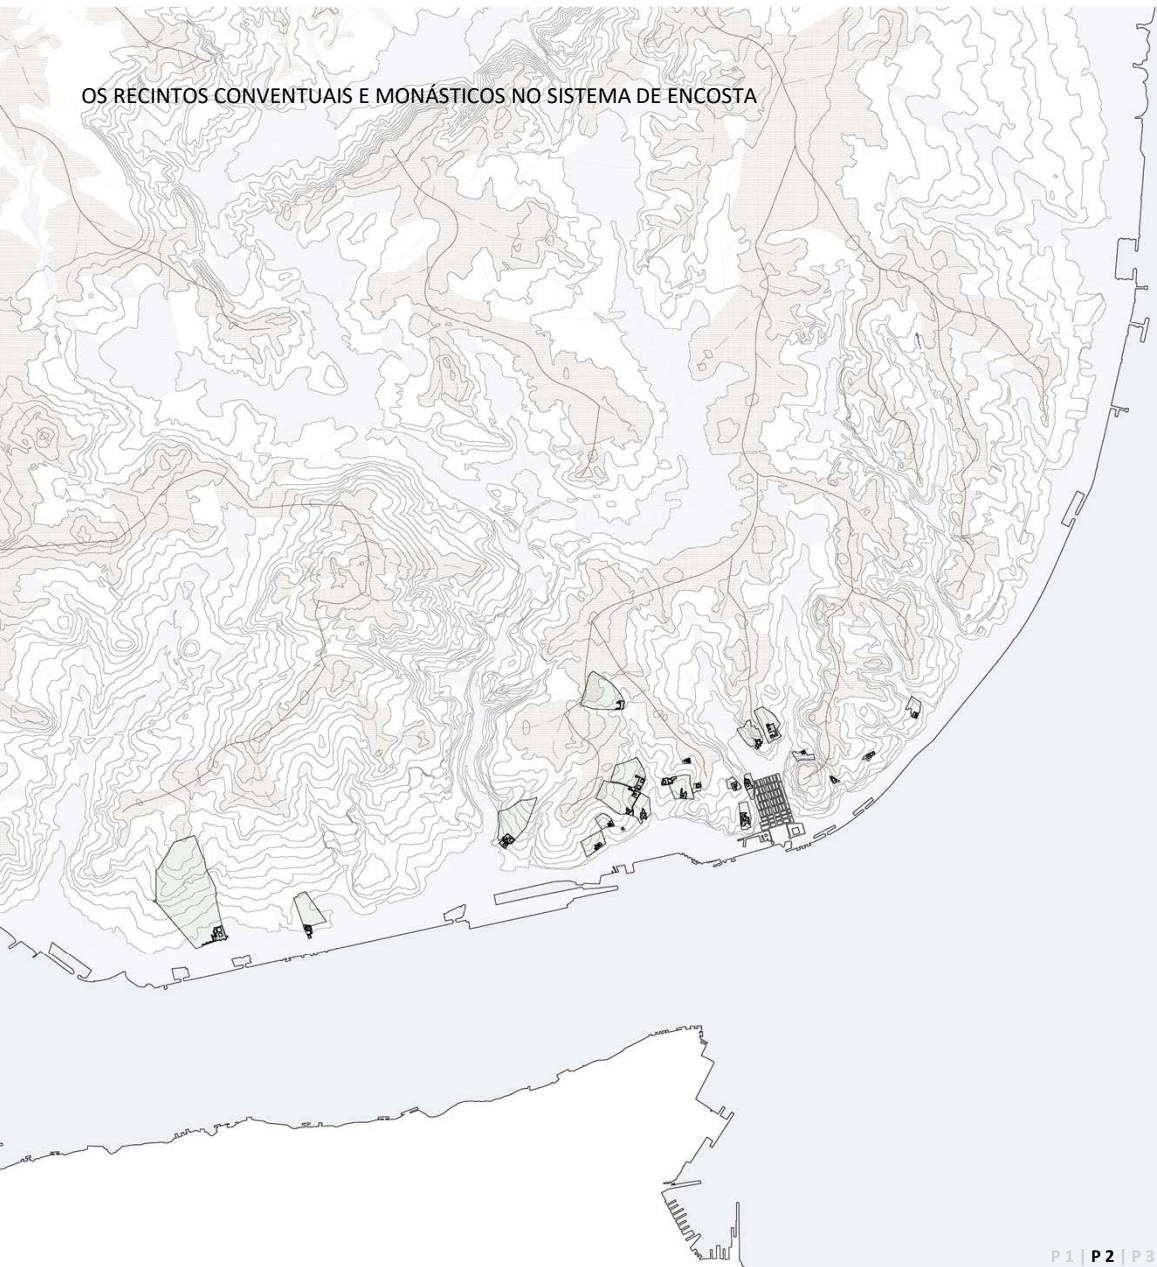 OS RECINTOS CONVENTUAIS E MONÁSTICOS NO SISTEMA DE ENCOSTA
P 1 | P 2 | P 3